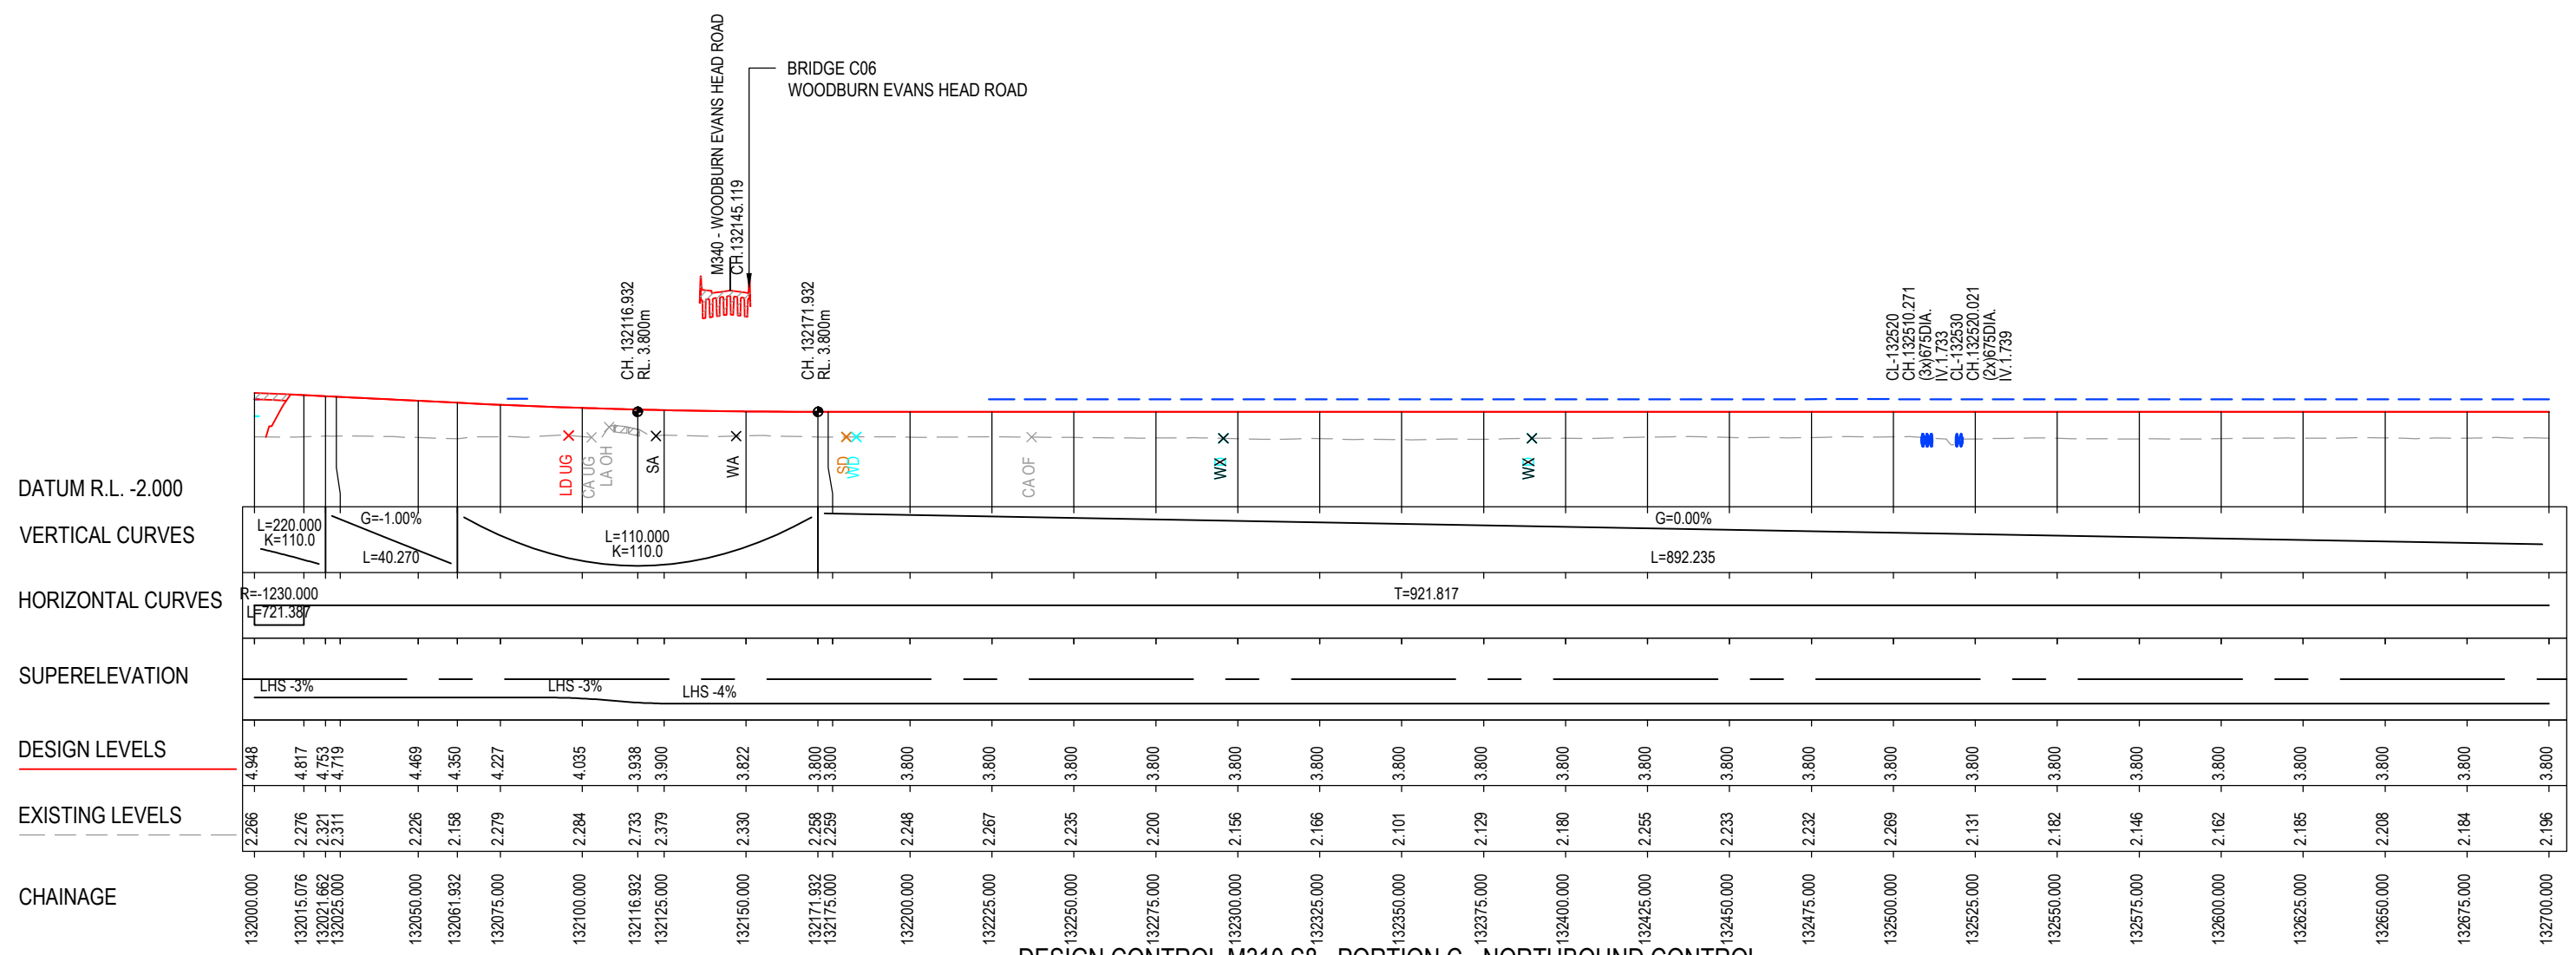 M340 - WOODBURN EVANS HEAD ROAD
CH.132145.119
BRIDGE C06
WOODBURN EVANS HEAD ROAD
CH. 132116.932
RL. 3.800m
CH. 132171.932
RL. 3.800m
CL-132520
CH.132510.271
(3x)675DIA.
IV.1.733
CL-132530
CH.132520.021
(2x)675DIA.
IV.1.739
LD UG
CA UG
LA OH
SA
WA
SD
WD
CA OF
WX
WX
DATUM R.L. -2.000
VERTICAL CURVES
L=220.000
K=110.0
G=-1.00%
L=40.270
L=110.000
K=110.0
G=0.00%
L=892.235
HORIZONTAL CURVES
R=-1230.000
L=721.387
T=921.817
SUPERELEVATION
LHS -3%
LHS -3%
LHS -4%
DESIGN LEVELS
4.948 4.817 4.753 4.719 4.469 4.350 4.227 4.035 3.938 3.900 3.822 3.800 3.800 3.800 3.800 3.800 3.800 3.800 3.800 3.800 3.800 3.800 3.800 3.800 3.800 3.800 3.800 3.800 3.800 3.800 3.800 3.800 3.800 3.800
EXISTING LEVELS
2.266 2.276 2.321 2.311 2.226 2.158 2.279 2.284 2.733 2.379 2.330 2.258 2.259 2.248 2.267 2.235 2.200 2.156 2.166 2.101 2.129 2.180 2.255 2.233 2.232 2.269 2.131 2.182 2.146 2.162 2.185 2.208 2.184 2.196
CHAINAGE
132000.000 132015.076 132021.662 132025.000 132050.000 132061.932 132075.000 132100.000 132116.932 132125.000 132150.000 132171.932 132175.000 132200.000 132225.000 132250.000 132275.000 132300.000 132325.000 132350.000 132375.000 132400.000 132425.000 132450.000 132475.000 132500.000 132525.000 132550.000 132575.000 132600.000 132625.000 132650.000 132675.000 132700.000
DESIGN CONTROL M310 S8 - PORTION C - NORTHBOUND CONTROL